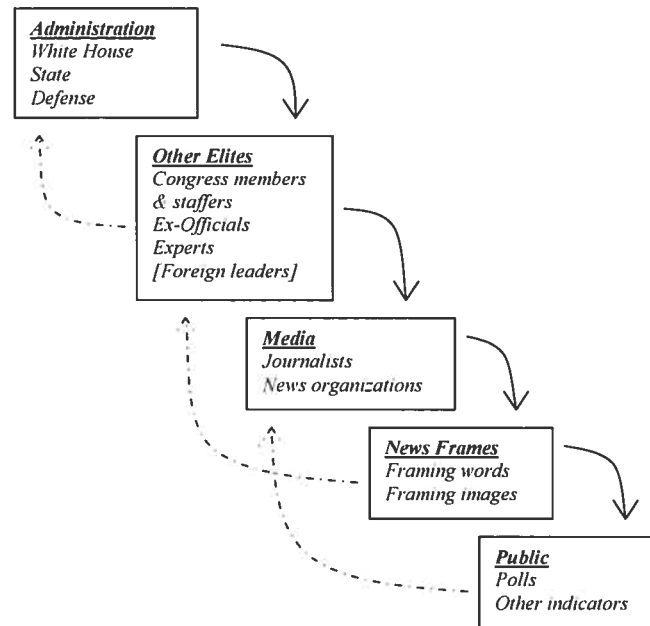 Administration
White House
State
Defense
Other Elites
Congress members
& staffers
Ex-Officials
Experts
[Foreign leaders]
Media
Journalists
News organizations
News Frames
Framing words
Framing images
Public
Polls
Other indicators